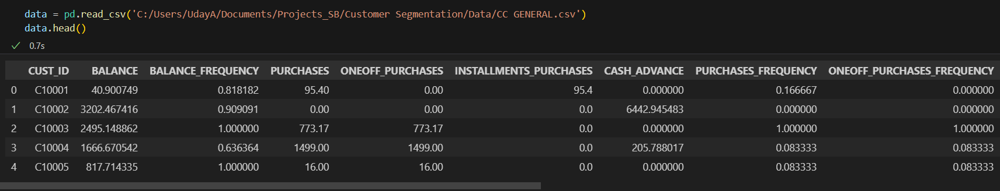 data = pd.read_csv('C:/Users/UdayA/Documents/Projects_SB/Customer Segmentation/Data/CC GENERAL.csv')
data.head()
0.7s
CUST_ID BALANCE BALANCE_FREQUENCY PURCHASES ONEOFF_PURCHASES INSTALLMENTS_PURCHASES CASH_ADVANCE PURCHASES_FREQUENCY ONEOFF_PURCHASES_FREQUENCY
0 C10001 40.900749 0.818182 95.40 0.00 95.4 0.000000 0.166667 0.000000
1 C10002 3202.467416 0.909091 0.00 0.00 0.0 6442.945483 0.000000 0.000000
2 C10003 2495.148862 1.000000 773.17 773.17 0.0 0.000000 1.000000 1.000000
3 C10004 1666.670542 0.636364 1499.00 1499.00 0.0 205.788017 0.083333 0.083333
4 C10005 817.714335 1.000000 16.00 16.00 0.0 0.000000 0.083333 0.083333